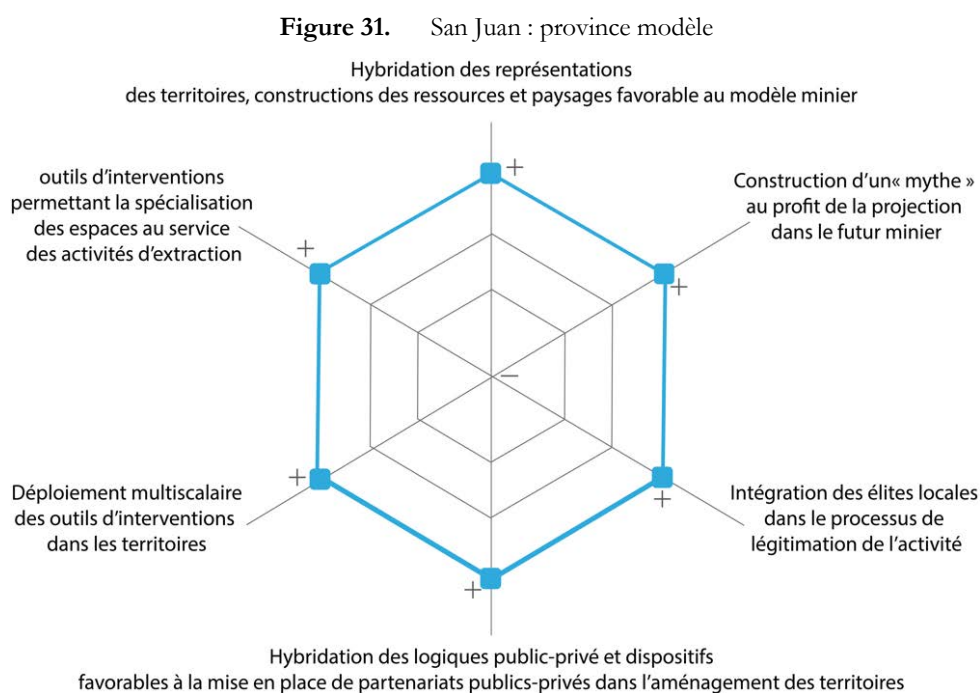 Figure 31. San Juan : province modèle
Hybridation des représentations
des territoires, constructions des ressources et paysages favorable au modèle minier
+
outils d'interventions
permettant la spécialisation
des espaces au service
des activités d'extraction
+
Construction d'un« mythe »
au profit de la projection
dans le futur minier
+
−
Déploiement multiscalaire
des outils d'interventions
dans les territoires
+
Intégration des élites locales
dans le processus de
légitimation de l'activité
+
+
Hybridation des logiques public-privé et dispositifs
favorables à la mise en place de partenariats publics-privés dans l'aménagement des territoires